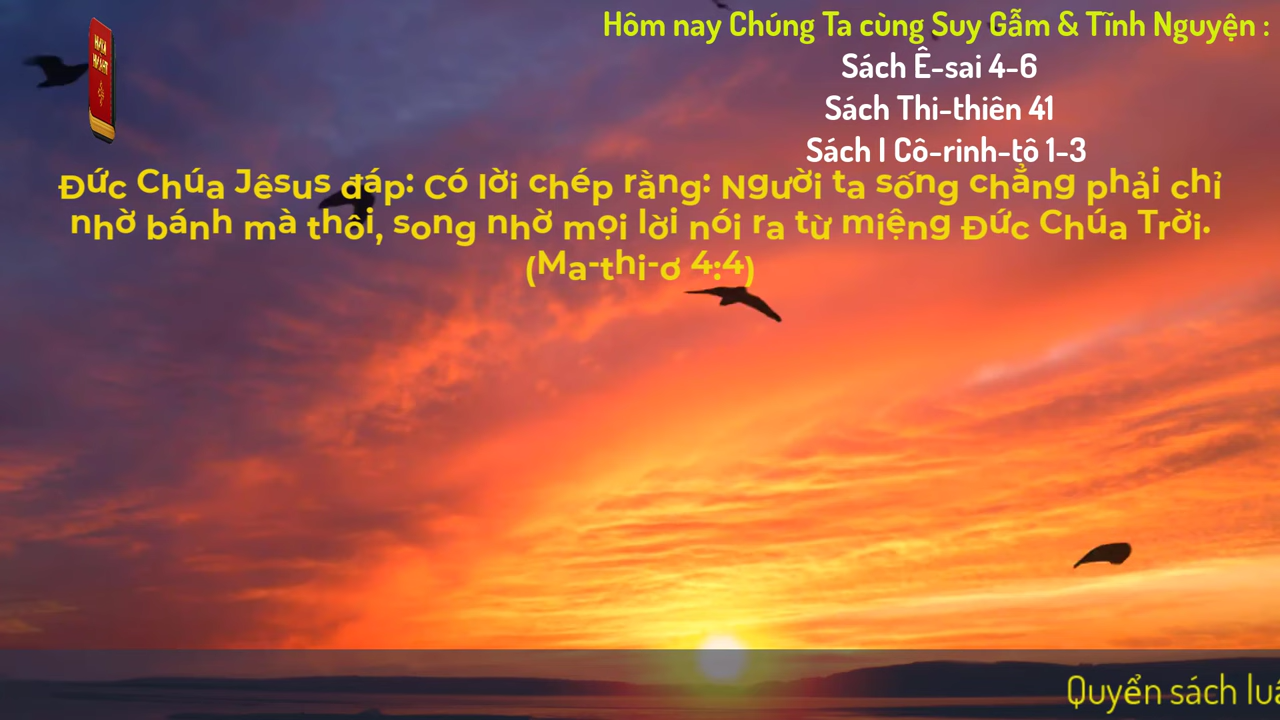 Hôm nay Chúng Ta cùng Suy Gẫm & Tĩnh Nguyện :
Sách Ê-sai 4-6
Sách Thi-thiên 41
Sách I Cô-rinh-tô 1-3
KINH
THÁNH
Đức Chúa Jêsus đáp: Có lời chép rằng: Người ta sống chẳng phải chỉ
nhờ bánh mà thôi, song nhờ mọi lời nói ra từ miệng Đức Chúa Trời.
(Ma-thi-ơ 4:4)
Quyển sách